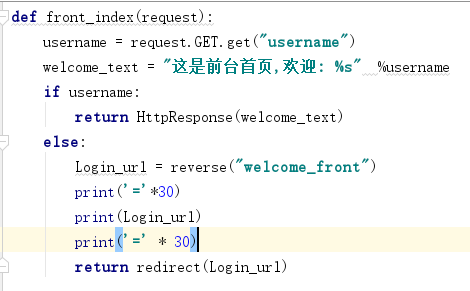 def front_index(request):
    username = request.GET.get("username")
    welcome_text = "这是前台首页,欢迎: %s"  %username
    if username:
        return HttpResponse(welcome_text)
    else:
        Login_url = reverse("welcome_front")
        print('='*30)
        print(Login_url)
        print('=' * 30)
        return redirect(Login_url)